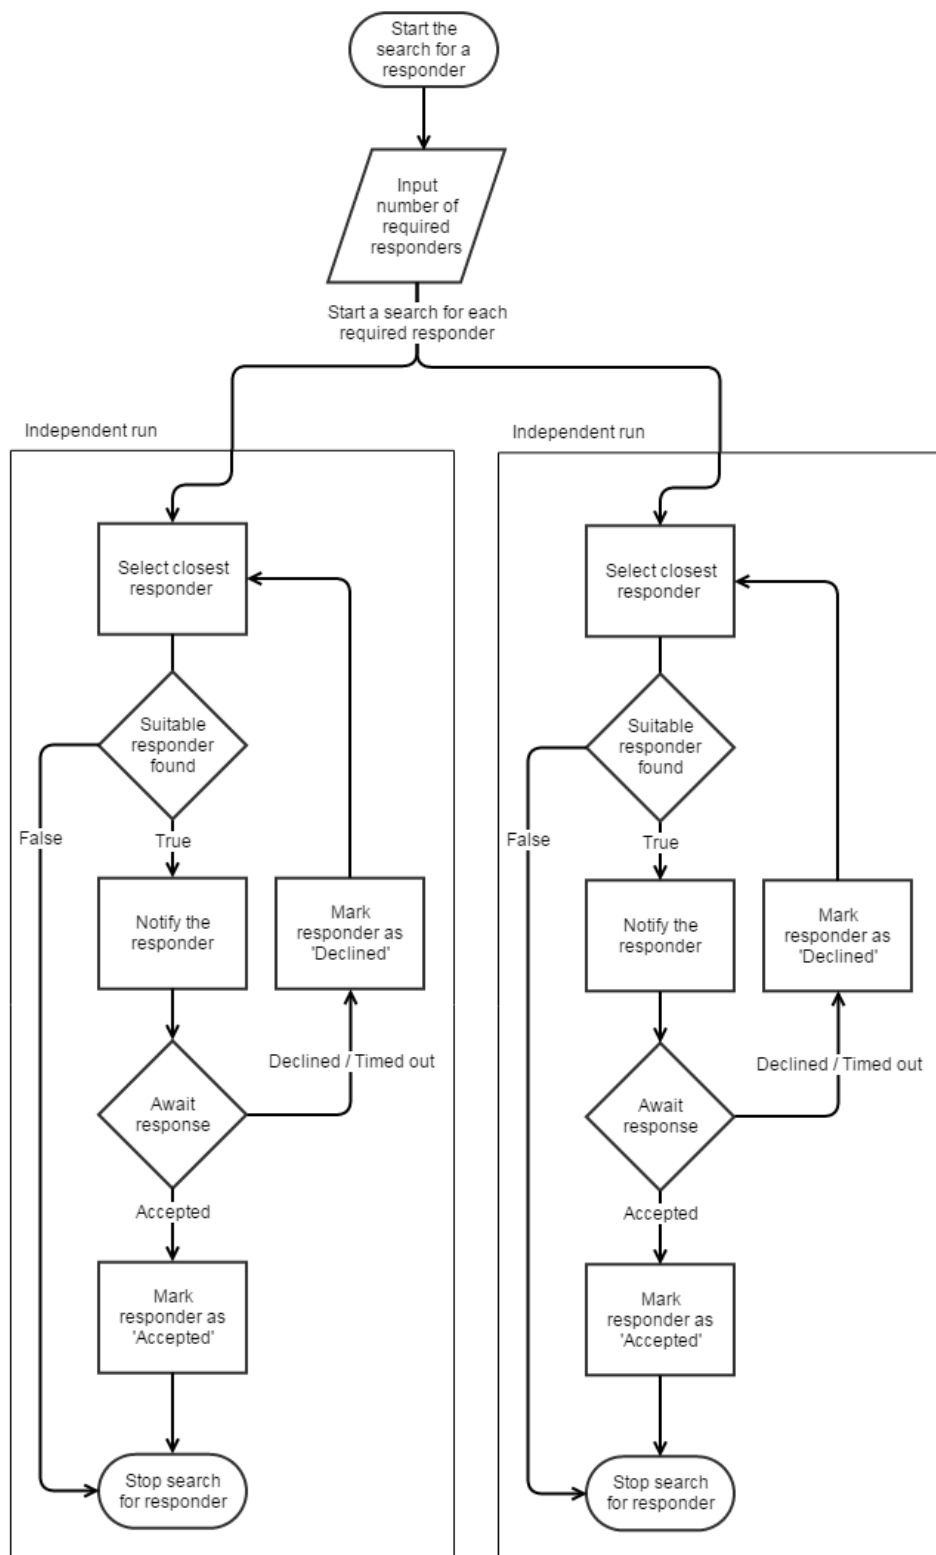 Start the
search for a
responder
Input
number of
required
responders
Start a search for each
required responder
Independent run
Select closest
responder
Suitable
responder
found
False
True
Notify the
responder
Mark
responder as
'Declined'
Declined / Timed out
Await
response
Accepted
Mark
responder as
'Accepted'
Stop search
for responder
Independent run
Select closest
responder
Suitable
responder
found
False
True
Notify the
responder
Mark
responder as
'Declined'
Declined / Timed out
Await
response
Accepted
Mark
responder as
'Accepted'
Stop search
for responder